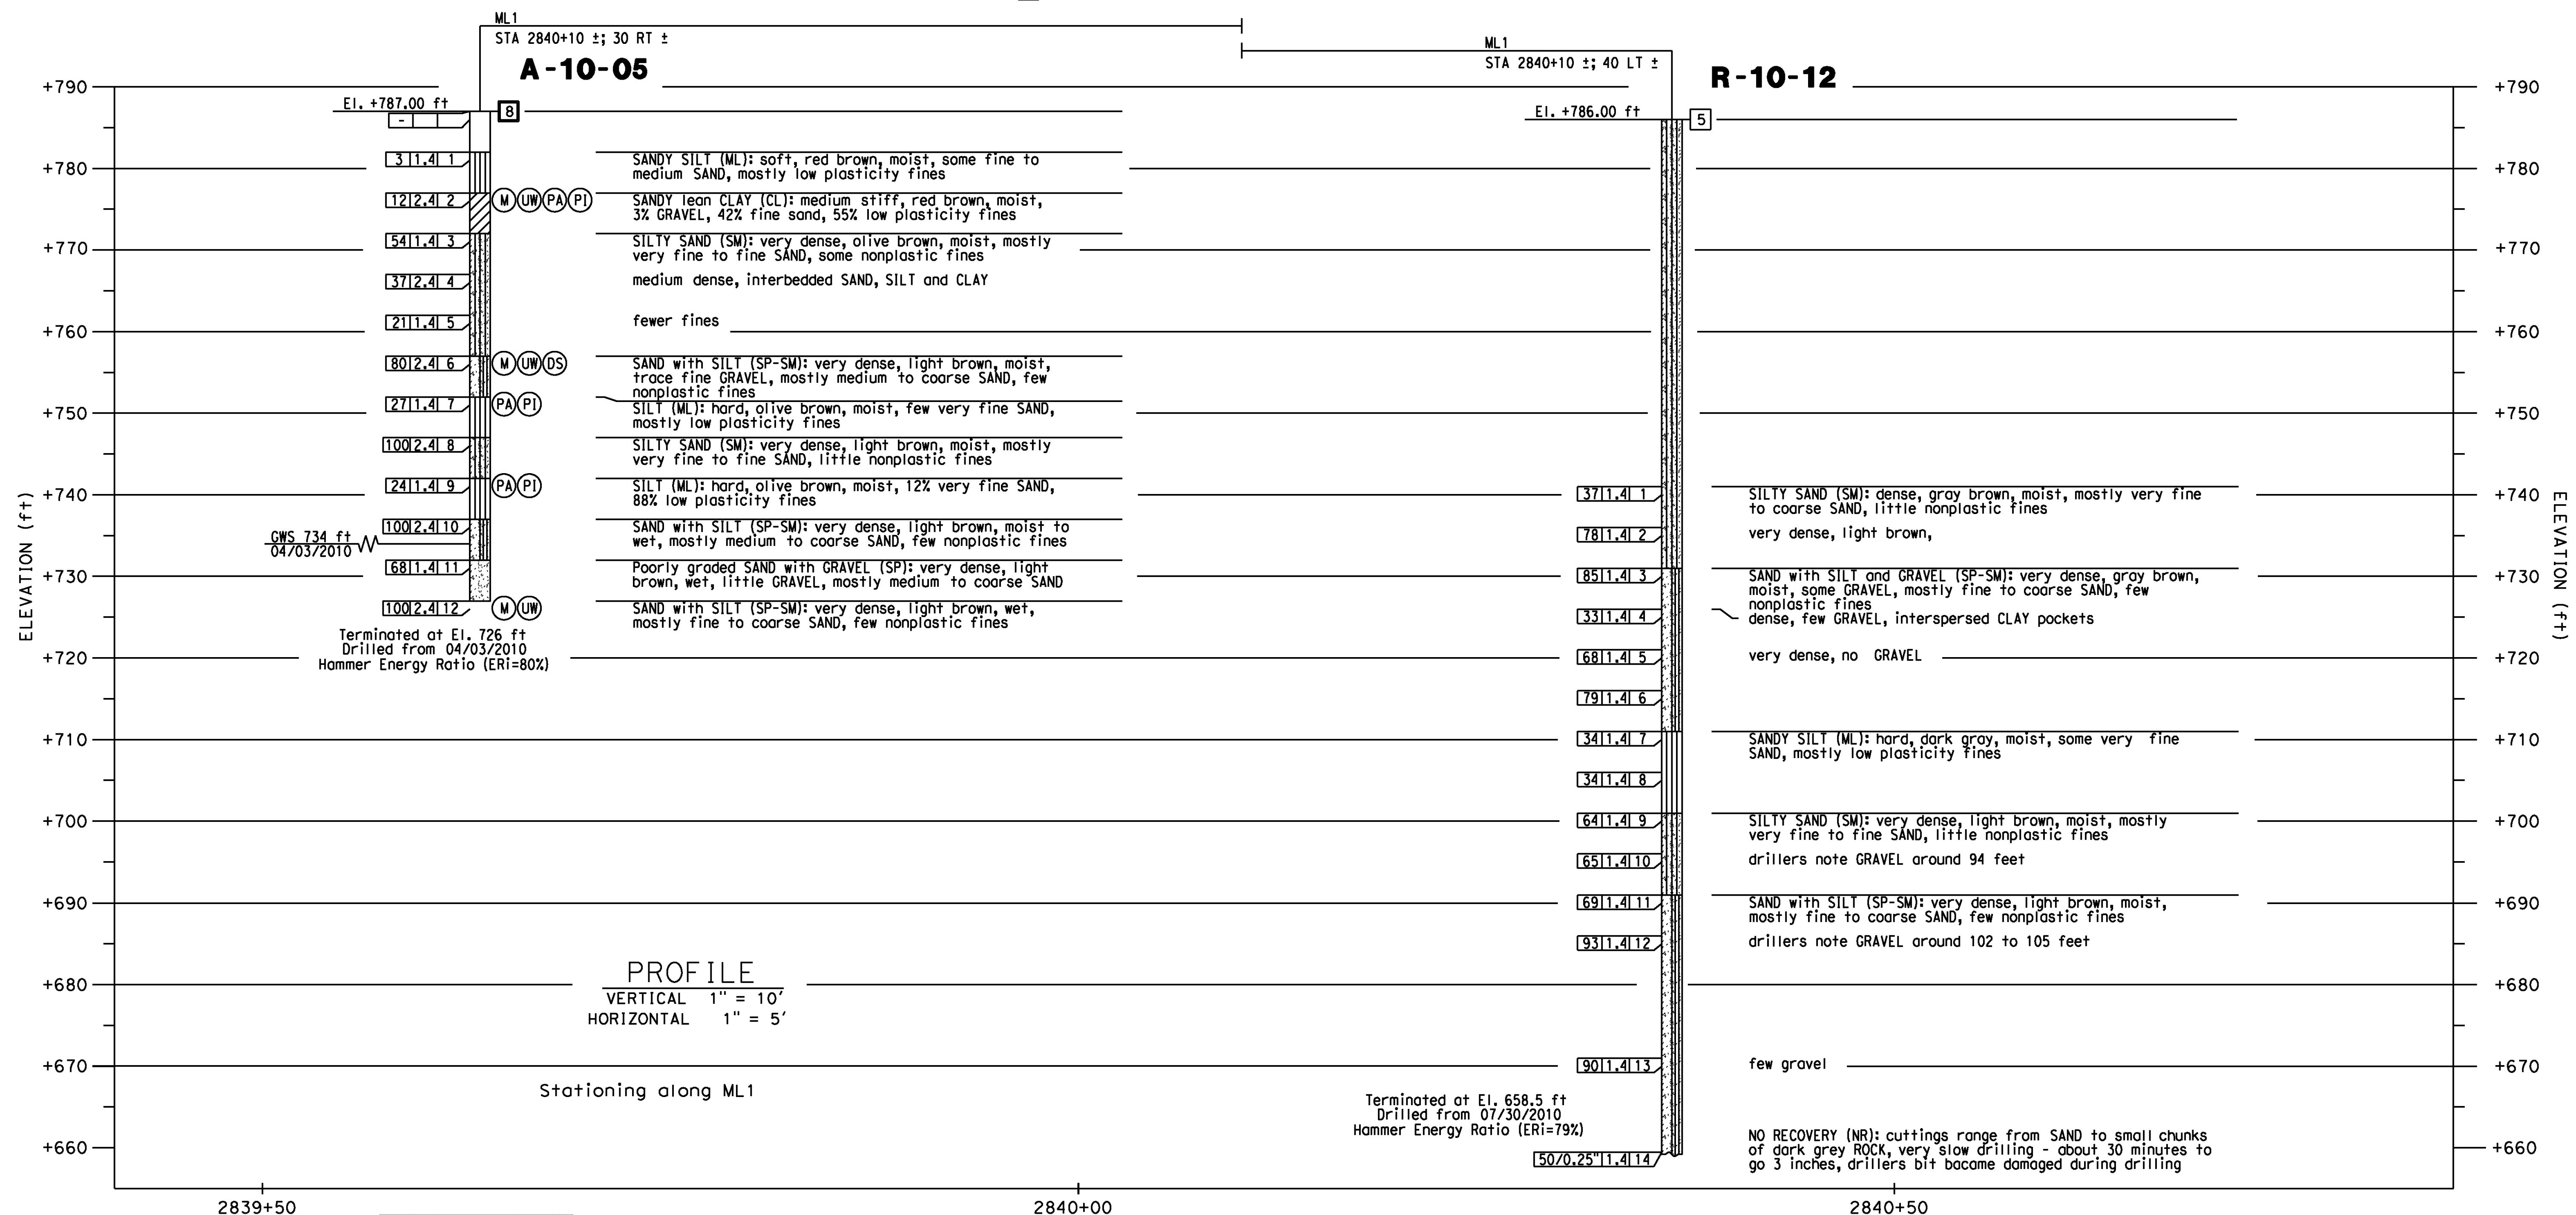 ML1
STA 2840+10 ±; 30 RT ±
A-10-05
ML1
STA 2840+10 ±; 40 LT ±
R-10-12
+790
+780
+770
+760
+750
+740
+730
+720
+710
+700
+690
+680
+670
+660
ELEVATION (ft)
El. +787.00 ft
8
-
3 1.4 1
SANDY SILT (ML): soft, red brown, moist, some fine to
medium SAND, mostly low plasticity fines
12 2.4 2
M UW PA PI
SANDY lean CLAY (CL): medium stiff, red brown, moist,
3% GRAVEL, 42% fine sand, 55% low plasticity fines
54 1.4 3
SILTY SAND (SM): very dense, olive brown, moist, mostly
very fine to fine SAND, some nonplastic fines
37 2.4 4
medium dense, interbedded SAND, SILT and CLAY
21 1.4 5
fewer fines
80 2.4 6
M UW DS
SAND with SILT (SP-SM): very dense, light brown, moist,
trace fine GRAVEL, mostly medium to coarse SAND, few
nonplastic fines
27 1.4 7
PA PI
SILT (ML): hard, olive brown, moist, few very fine SAND,
mostly low plasticity fines
100 2.4 8
SILTY SAND (SM): very dense, light brown, moist, mostly
very fine to fine SAND, little nonplastic fines
24 1.4 9
PA PI
SILT (ML): hard, olive brown, moist, 12% very fine SAND,
88% low plasticity fines
100 2.4 10
SAND with SILT (SP-SM): very dense, light brown, moist to
wet, mostly medium to coarse SAND, few nonplastic fines
GWS 734 ft
04/03/2010
68 1.4 11
Poorly graded SAND with GRAVEL (SP): very dense, light
brown, wet, little GRAVEL, mostly medium to coarse SAND
100 2.4 12
M UW
SAND with SILT (SP-SM): very dense, light brown, wet,
mostly fine to coarse SAND, few nonplastic fines
Terminated at El. 726 ft
Drilled from 04/03/2010
Hammer Energy Ratio (ERi=80%)
El. +786.00 ft
5
37 1.4 1
SILTY SAND (SM): dense, gray brown, moist, mostly very fine
to coarse SAND, little nonplastic fines
78 1.4 2
very dense, light brown,
85 1.4 3
SAND with SILT and GRAVEL (SP-SM): very dense, gray brown,
moist, some GRAVEL, mostly fine to coarse SAND, few
nonplastic fines
33 1.4 4
dense, few GRAVEL, interspersed CLAY pockets
68 1.4 5
very dense, no GRAVEL
79 1.4 6
34 1.4 7
SANDY SILT (ML): hard, dark gray, moist, some very fine
SAND, mostly low plasticity fines
34 1.4 8
64 1.4 9
SILTY SAND (SM): very dense, light brown, moist, mostly
very fine to fine SAND, little nonplastic fines
65 1.4 10
drillers note GRAVEL around 94 feet
69 1.4 11
SAND with SILT (SP-SM): very dense, light brown, moist,
mostly fine to coarse SAND, few nonplastic fines
93 1.4 12
drillers note GRAVEL around 102 to 105 feet
90 1.4 13
few gravel
Terminated at El. 658.5 ft
Drilled from 07/30/2010
Hammer Energy Ratio (ERi=79%)
50/0.25" 1.4 14
NO RECOVERY (NR): cuttings range from SAND to small chunks
of dark grey ROCK, very slow drilling - about 30 minutes to
go 3 inches, drillers bit bacame damaged during drilling
PROFILE
VERTICAL 1" = 10'
HORIZONTAL 1" = 5'
Stationing along ML1
+790
+780
+770
+760
+750
+740
+730
+720
+710
+700
+690
+680
+670
+660
ELEVATION (ft)
2839+50
2840+00
2840+50